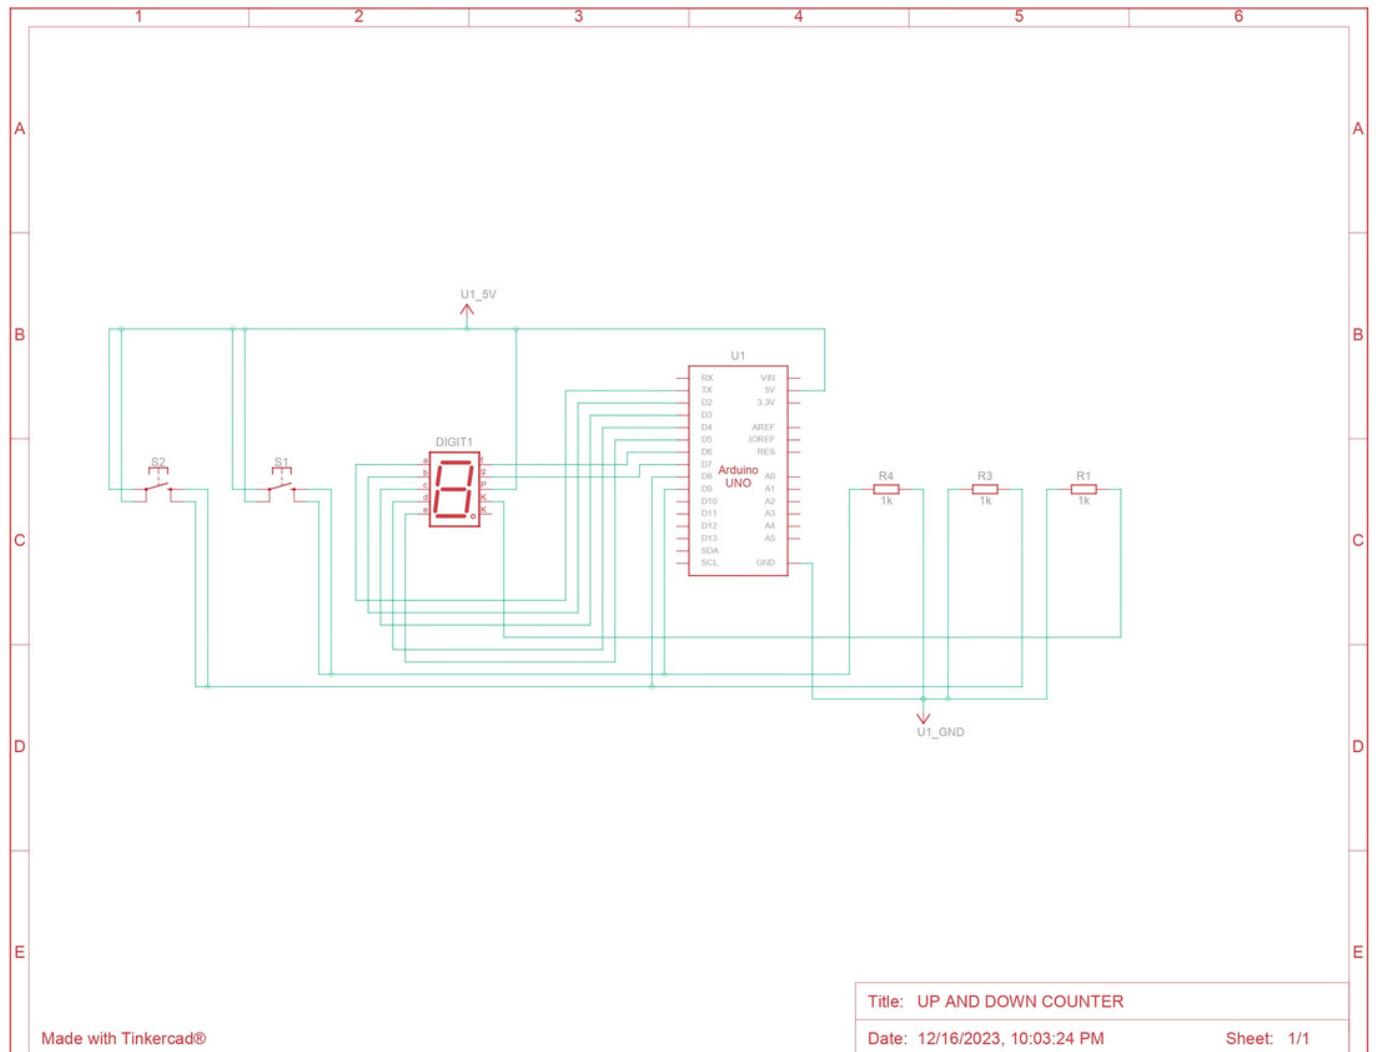 1 2 3 4 5 6
A A
B B
C C
D D
E E
U1_5V
U1
RX VIN
TX 5V
D2 3.3V
D3
D4 AREF
D5 IOREF
D6 RES
D7
D8 A0
D9 A1
D10 A2
D11 A3
D12 A4
D13 A5
SDA
SCL GND
Arduino
UNO
DIGIT1
a f
b g
c P
d K
e K
S2 S1
R4 R3 R1
1k 1k 1k
U1_GND
Title: UP AND DOWN COUNTER
Made with Tinkercad®
Date: 12/16/2023, 10:03:24 PM Sheet: 1/1